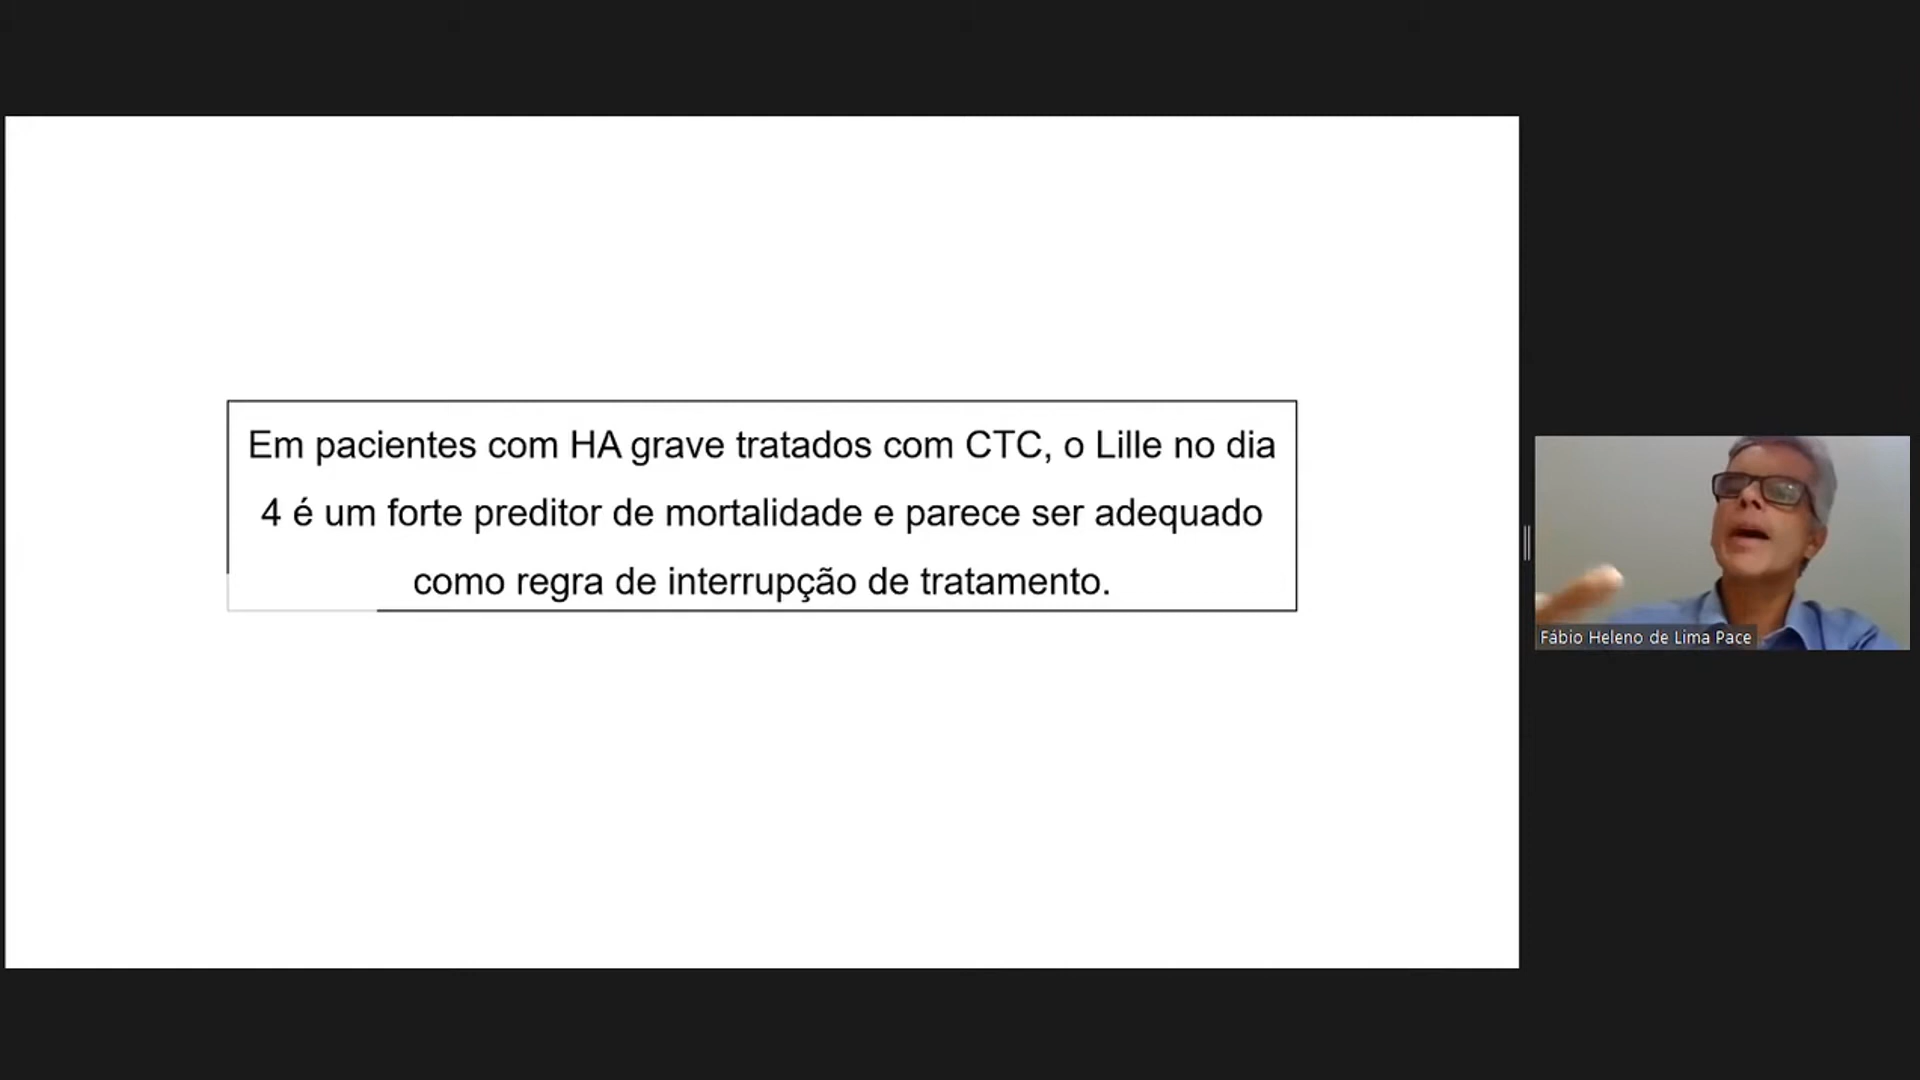 Em pacientes com HA grave tratados com CTC, o Lille no dia
4 é um forte preditor de mortalidade e parece ser adequado
como regra de interrupção de tratamento.
Fábio Heleno de Lima Pace